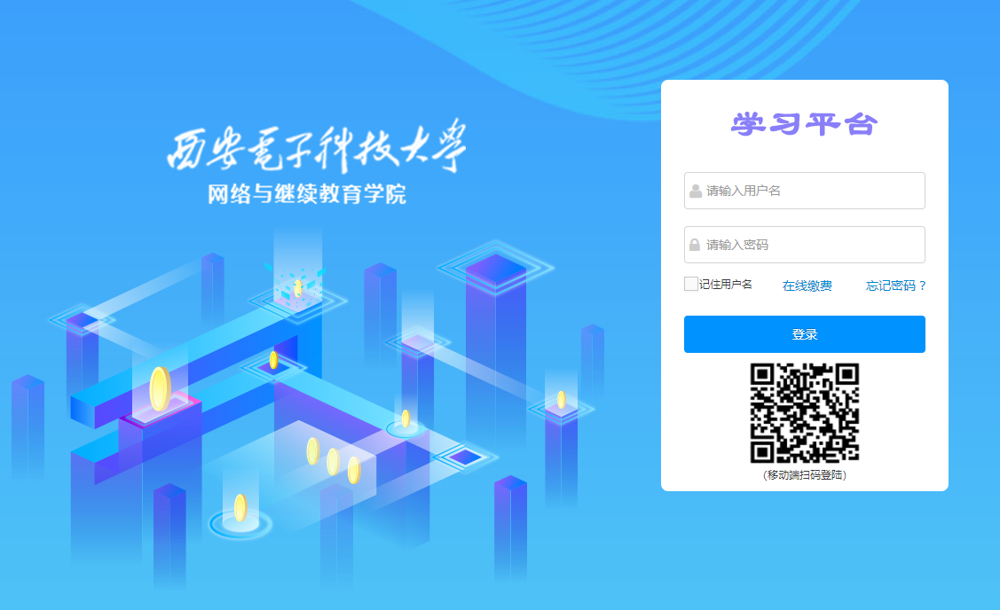 西安電子科技大學
网络与继续教育学院
学习平台
请输入用户名
请输入密码
记住用户名 在线缴费 忘记密码？
登录
(移动端扫码登陆)